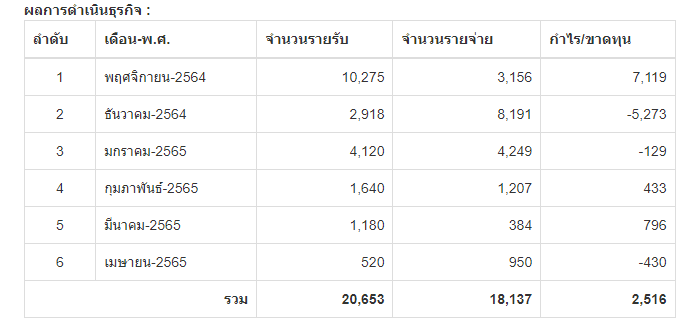 ผลการดำเนินธุรกิจ :
ลำดับ เดือน-พ.ศ. จำนวนรายรับ จำนวนรายจ่าย กำไร/ขาดทุน
1 พฤศจิกายน-2564 10,275 3,156 7,119
2 ธันวาคม-2564 2,918 8,191 -5,273
3 มกราคม-2565 4,120 4,249 -129
4 กุมภาพันธ์-2565 1,640 1,207 433
5 มีนาคม-2565 1,180 384 796
6 เมษายน-2565 520 950 -430
รวม 20,653 18,137 2,516